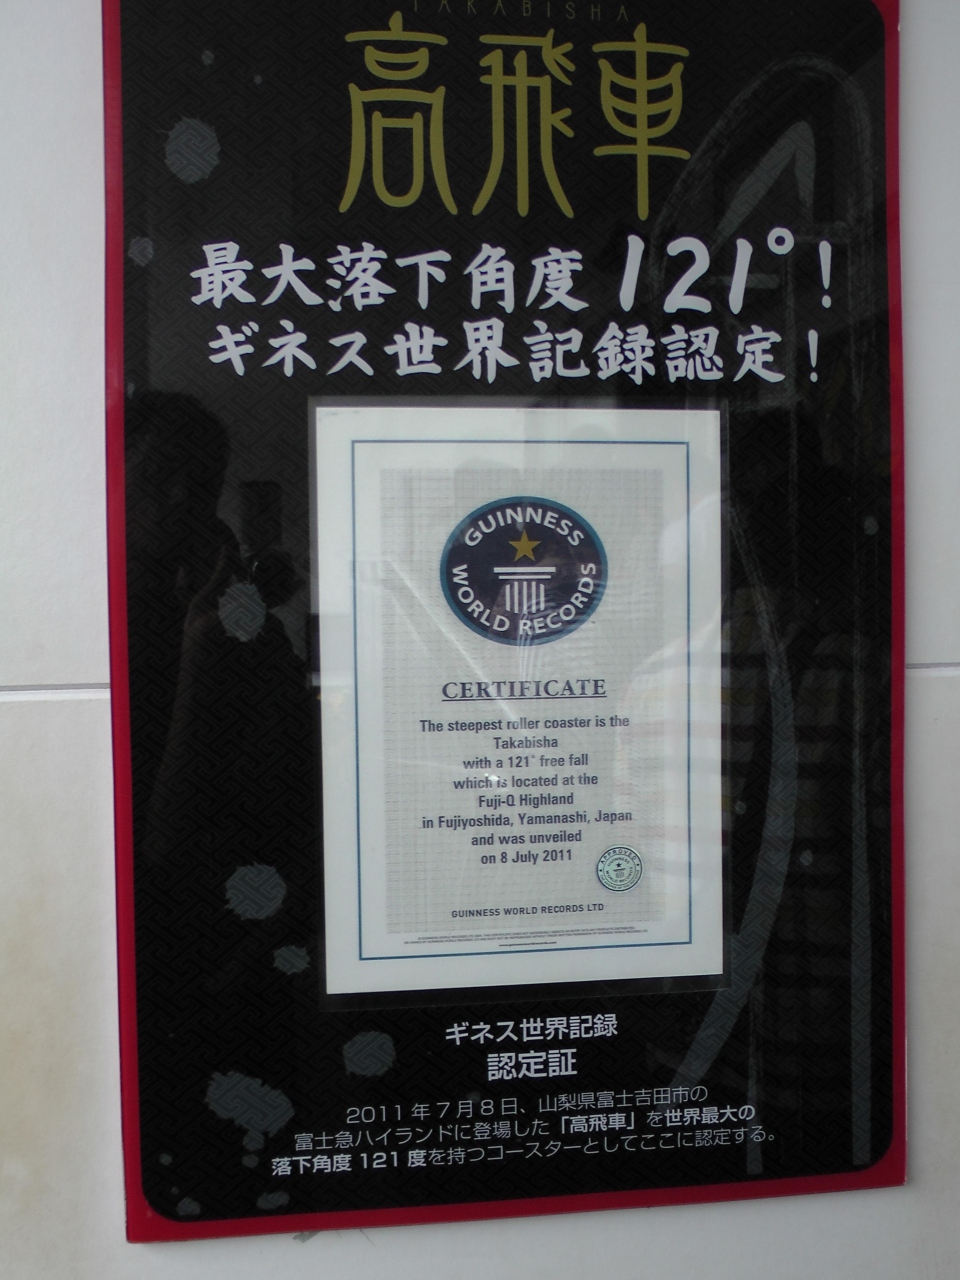 TAKABISHA
高飛車
最大落下角度 121°!
ギネス世界記録認定!
GUINNESS
WORLD RECORDS
CERTIFICATE
The steepest roller coaster is the
Takabisha
with a 121° free fall
which is located at the
Fuji-Q Highland
in Fujiyoshida, Yamanashi, Japan
and was unveiled
on 8 July 2011
APPROVED
GUINNESS WORLD RECORDS LTD
ギネス世界記録
認定証
2011年7月8日、山梨県富士吉田市の
富士急ハイランドに登場した「高飛車」を世界最大の
落下角度 121 度を持つコースターとしてここに認定する。